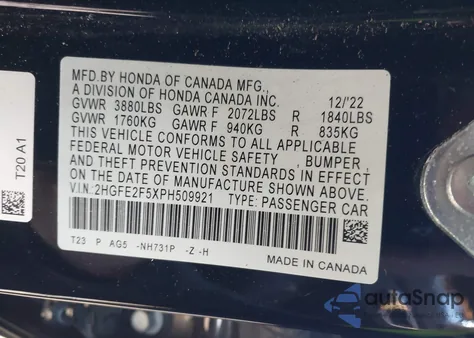 MFD.BY HONDA OF CANADA MFG.,
A DIVISION OF HONDA CANADA INC. 12/'22
GVWR 3880LBS GAWR F 2072LBS R 1840LBS
GVWR 1760KG GAWR F 940KG R 835KG
THIS VEHICLE CONFORMS TO ALL APPLICABLE
FEDERAL MOTOR VEHICLE SAFETY , BUMPER ,
AND THEFT PREVENTION STANDARDS IN EFFECT
ON THE DATE OF MANUFACTURE SHOWN ABOVE.
V.I.N:2HGFE2F5XPH509921 TYPE: PASSENGER CAR
T23 P AG5 -NH731P -Z -H
MADE IN CANADA
T20 A1
autoSnap